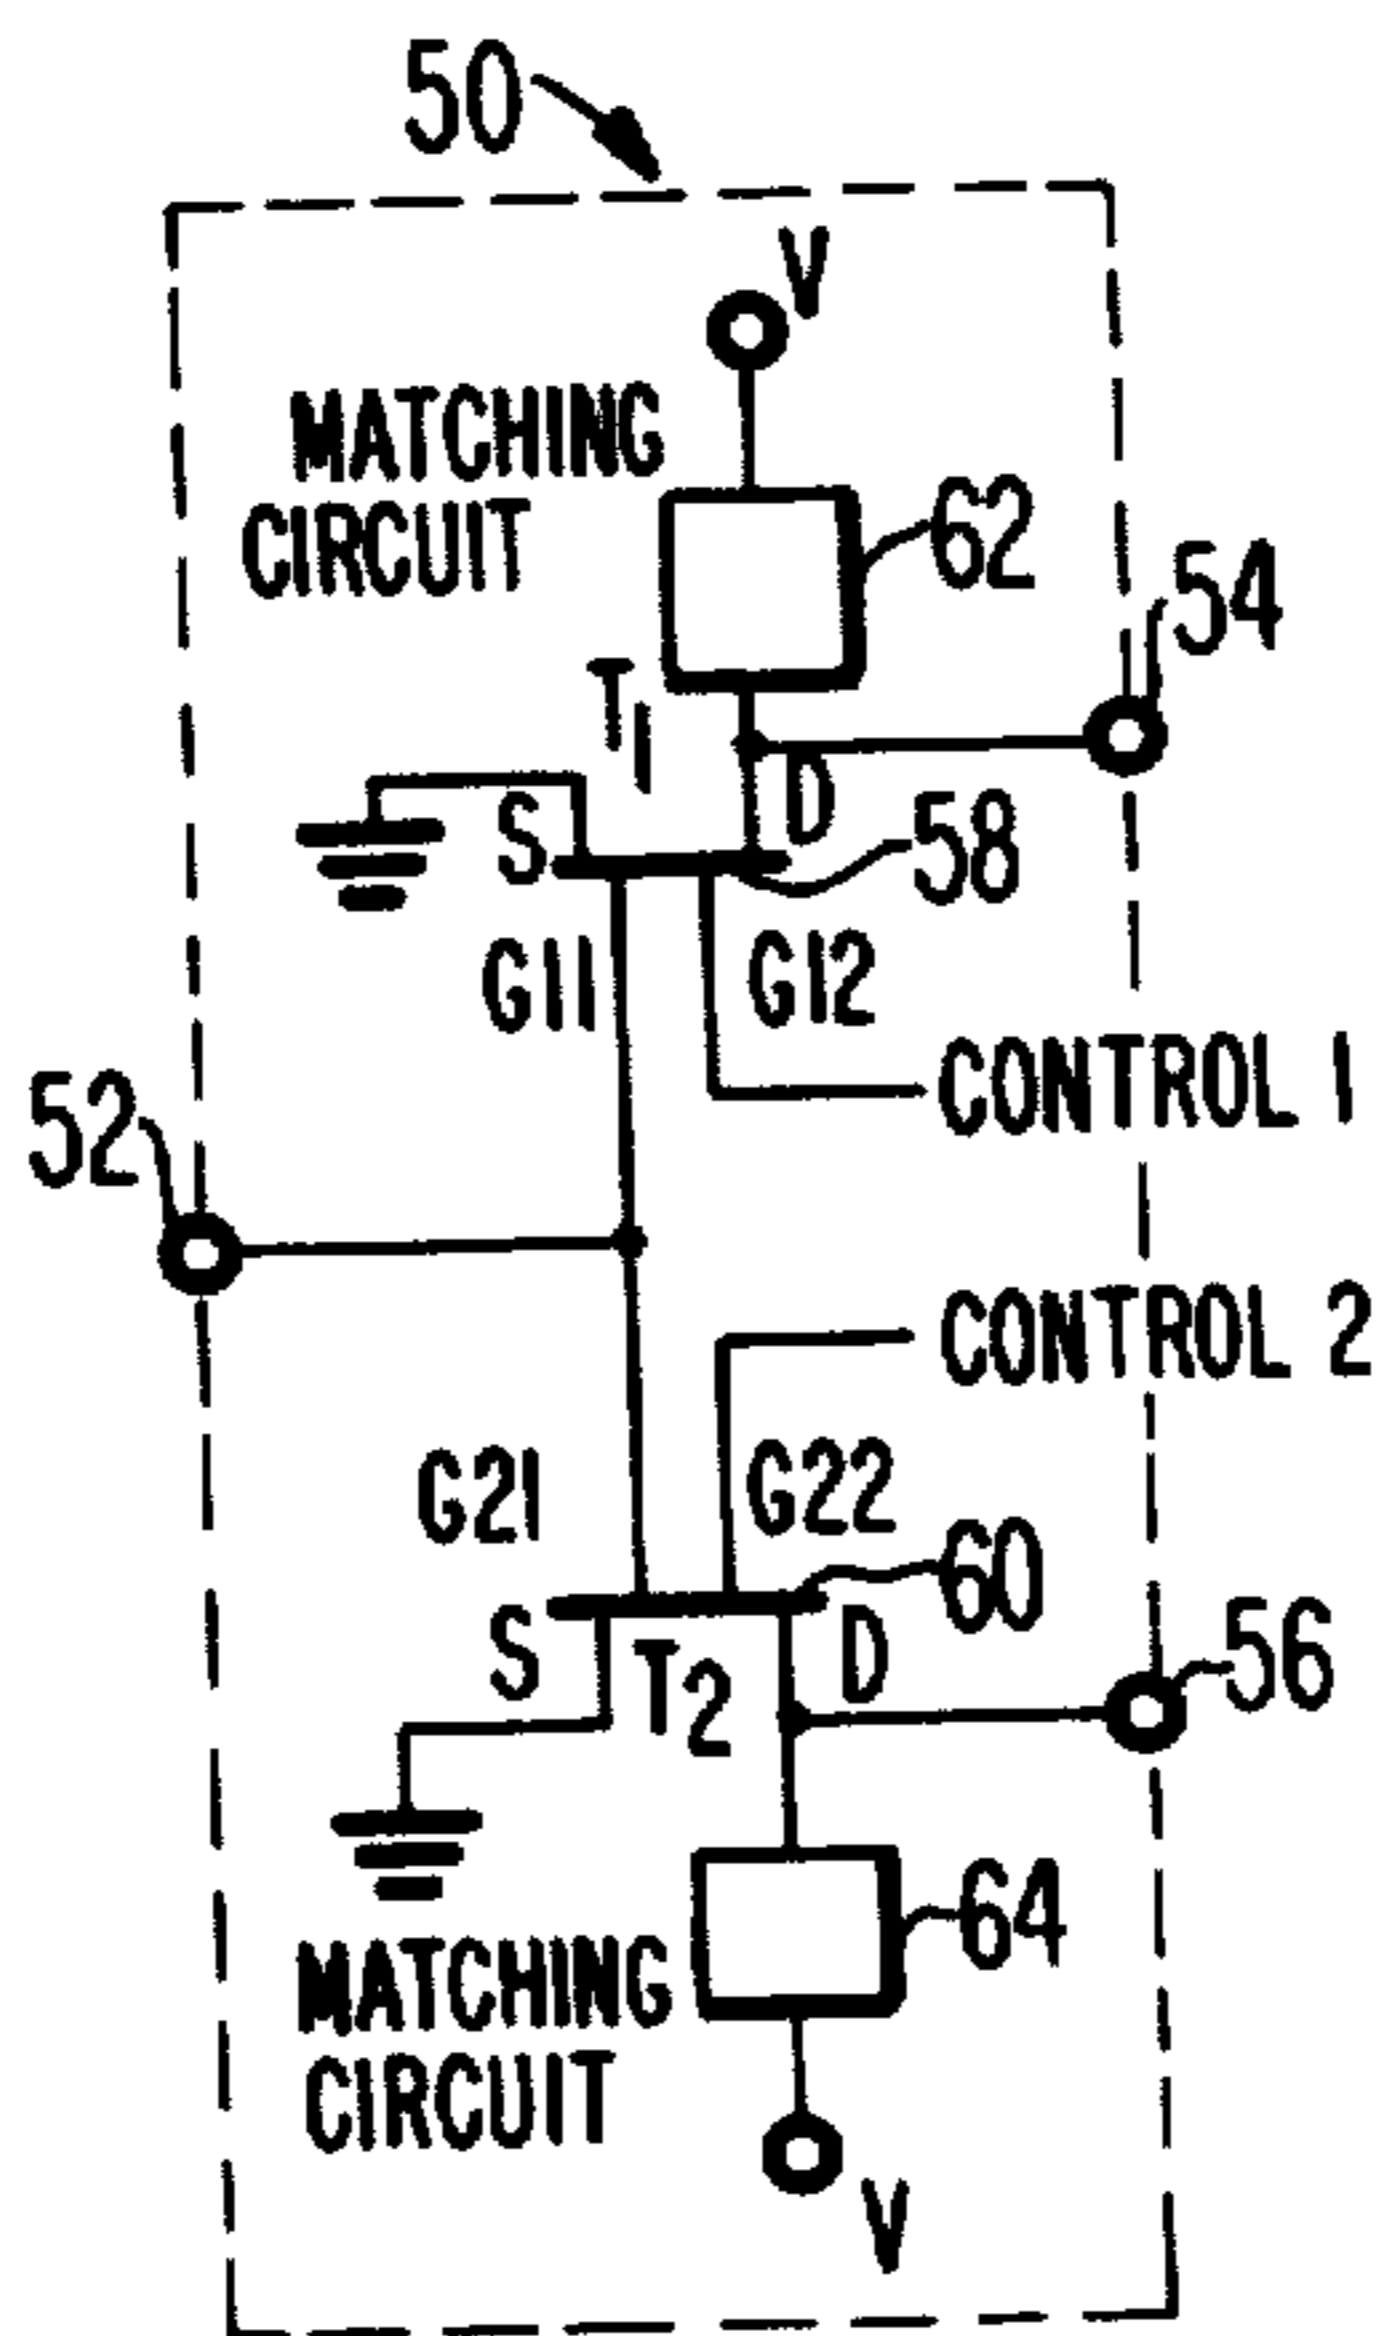 50
V
MATCHING
CIRCUIT
62
54
T1
D
S
58
G11
G12
CONTROL 1
52
CONTROL 2
G21
G22
60
S
T2
D
56
64
MATCHING
CIRCUIT
V